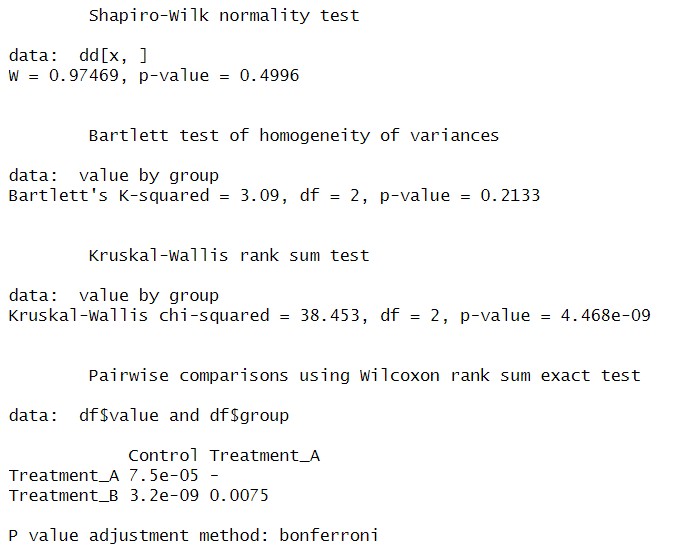 Shapiro-Wilk normality test
data:  dd[x, ]
W = 0.97469, p-value = 0.4996
Bartlett test of homogeneity of variances
data:  value by group
Bartlett's K-squared = 3.09, df = 2, p-value = 0.2133
Kruskal-Wallis rank sum test
data:  value by group
Kruskal-Wallis chi-squared = 38.453, df = 2, p-value = 4.468e-09
Pairwise comparisons using Wilcoxon rank sum exact test
data:  df$value and df$group
Control Treatment_A
Treatment_A 7.5e-05 -
Treatment_B 3.2e-09 0.0075
P value adjustment method: bonferroni